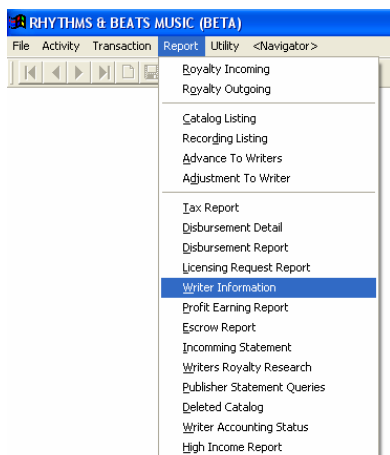 RHYTHMS & BEATS MUSIC (BETA)
File Activity Transaction Report Utility <Navigator>
Royalty Incoming
Royalty Outgoing
Catalog Listing
Recording Listing
Advance To Writers
Adjustment To Writer
Tax Report
Disbursement Detail
Disbursement Report
Licensing Request Report
Writer Information
Profit Earning Report
Escrow Report
Incomming Statement
Writers Royalty Research
Publisher Statement Queries
Deleted Catalog
Writer Accounting Status
High Income Report